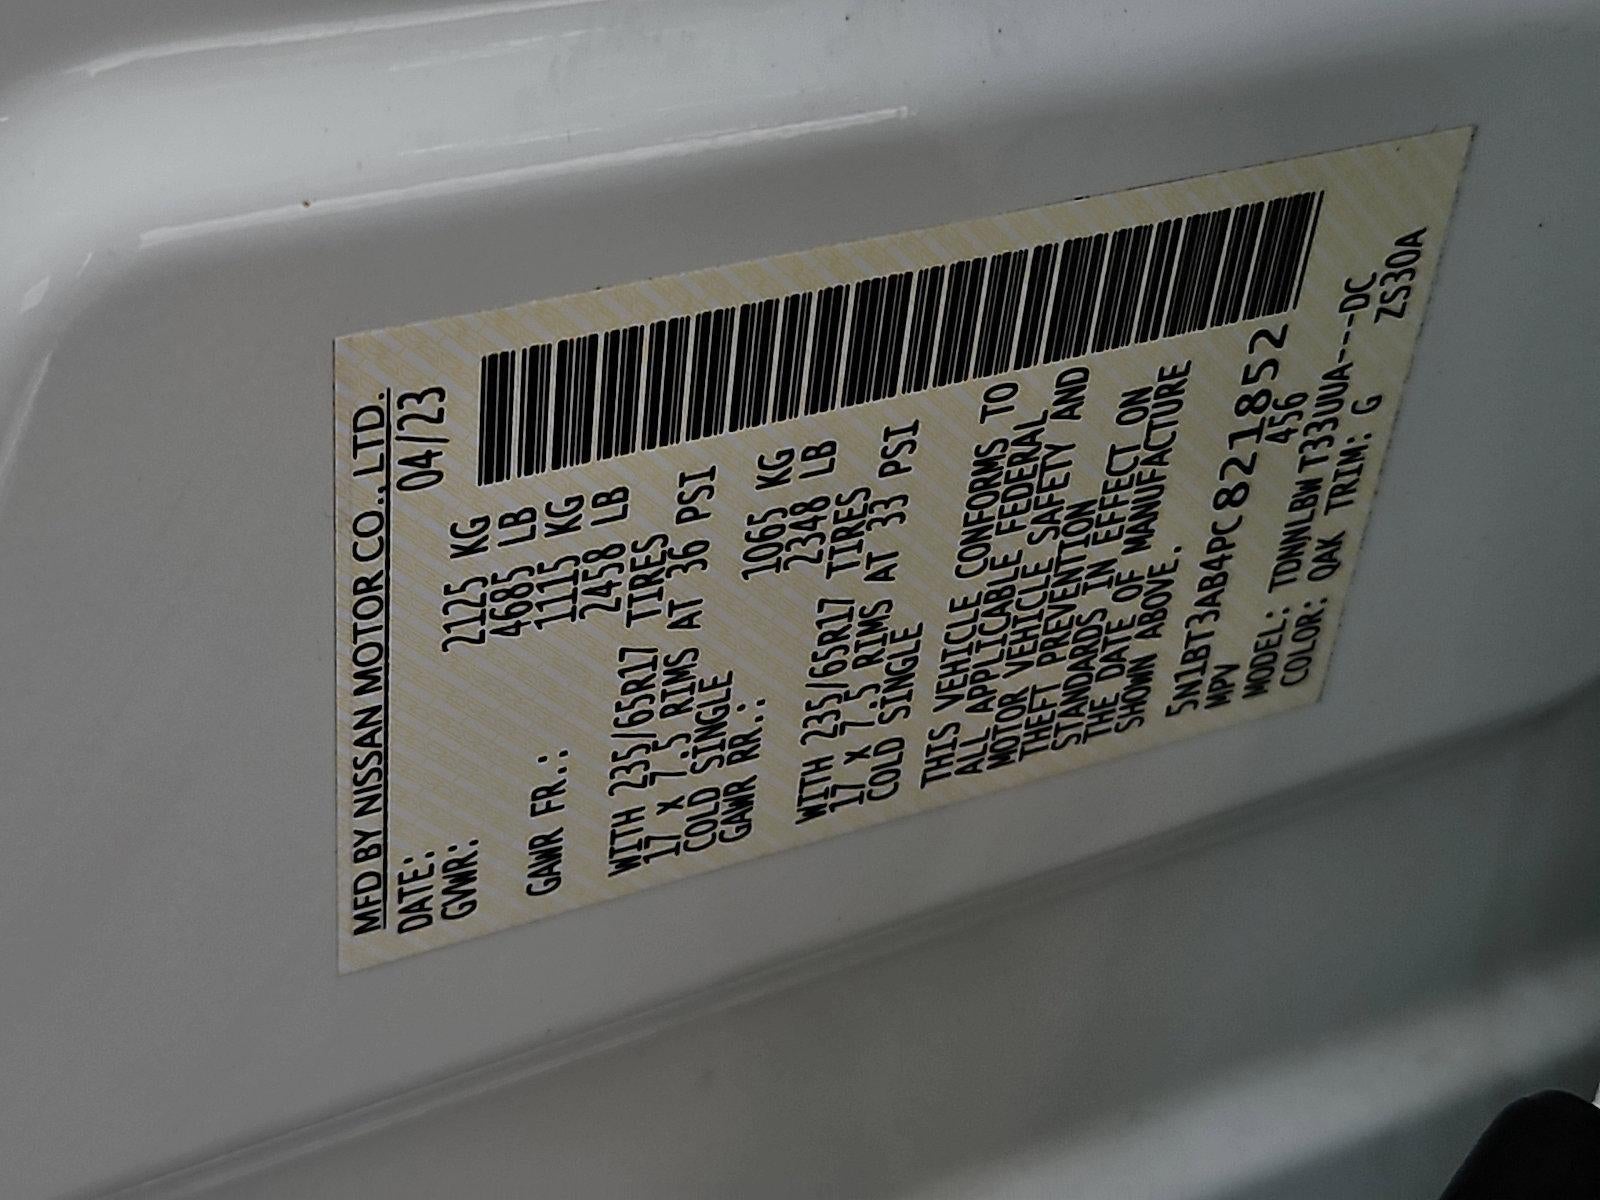 MFD BY NISSAN MOTOR CO., LTD.
DATE: 04/23
GVWR: 2125 KG
4685 LB
GAWR FR.: 1115 KG
2458 LB
WITH 235/65R17 TIRES
17 x 7.5 RIMS AT 36 PSI
COLD SINGLE
GAWR RR.: 1065 KG
2348 LB
WITH 235/65R17 TIRES
17 x 7.5 RIMS AT 33 PSI
COLD SINGLE
THIS VEHICLE CONFORMS TO
ALL APPLICABLE FEDERAL
MOTOR VEHICLE SAFETY AND
THEFT PREVENTION
STANDARDS IN EFFECT ON
THE DATE OF MANUFACTURE
SHOWN ABOVE.
5N1BT3AB4PC821852
MPV 456
MODEL: TDNNLBW T33UUA---DC
COLOR: QAK TRIM: G ZS30A